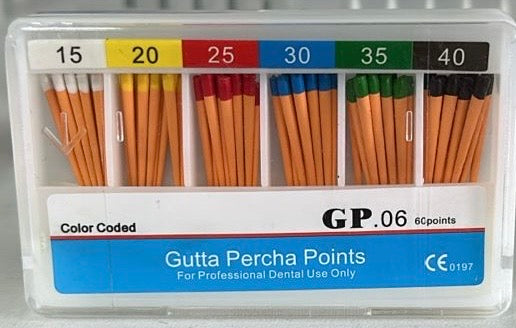 15 20 25 30 35 40
Color Coded GP.06 60points
Gutta Percha Points
For Professional Dental Use Only
CE 0197